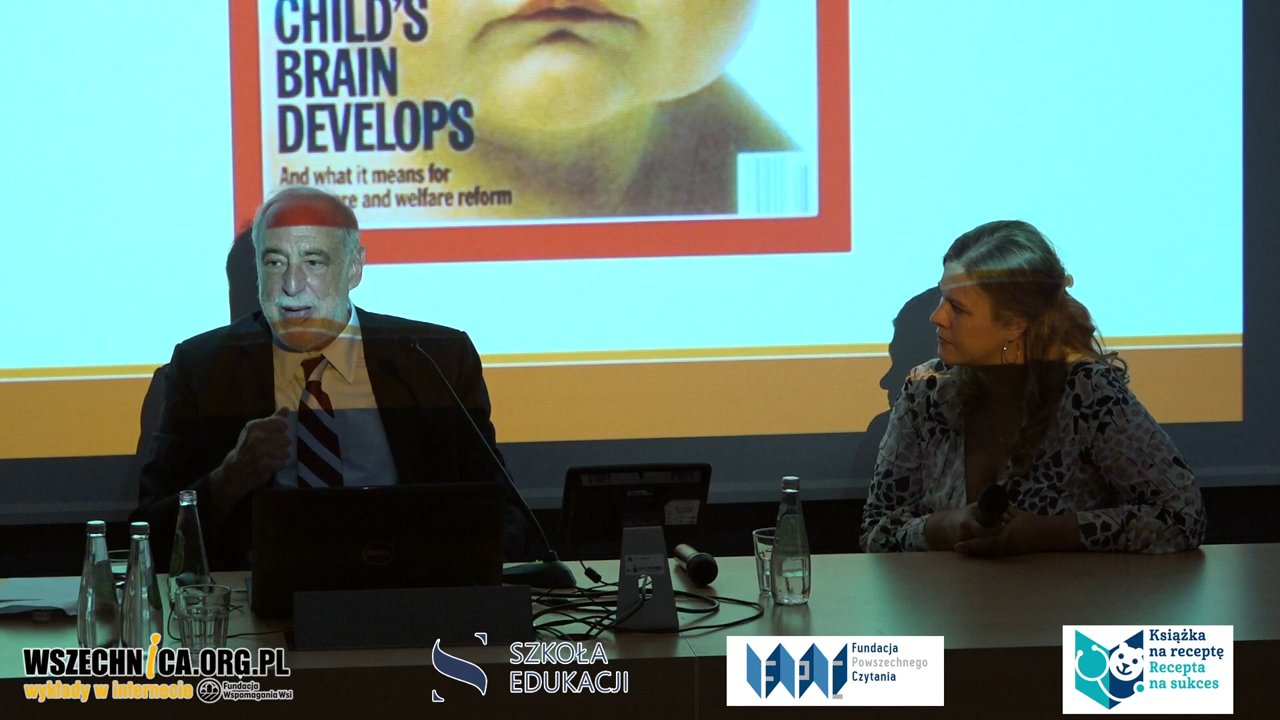 CHILD'S
BRAIN
DEVELOPS
And what it means for
and welfare reform
DELL
WSZECHNICA.ORG.PL
wykłady w internecie
Fundacja
Wspomagania Wsi
SZKOŁA
EDUKACJI
FPC
Fundacja
Powszechnego
Czytania
Książka
na receptę
Recepta
na sukces